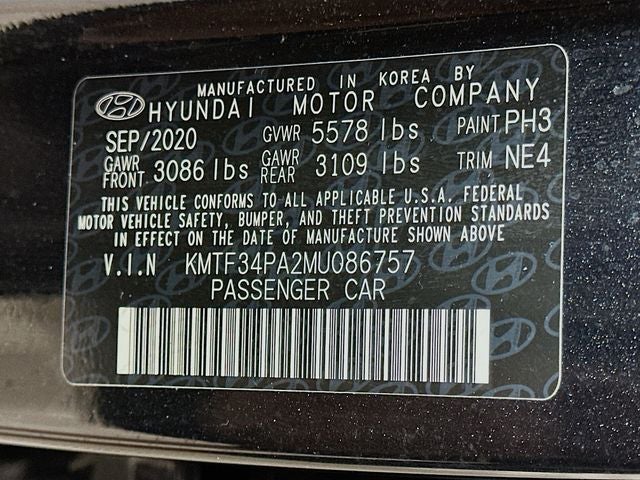 MANUFACTURED IN KOREA BY
HYUNDAI MOTOR COMPANY
SEP/2020 GVWR 5578 lbs PAINT PH3
GAWR FRONT 3086 lbs GAWR REAR 3109 lbs TRIM NE4
THIS VEHICLE CONFORMS TO ALL APPLICABLE U.S.A. FEDERAL
MOTOR VEHICLE SAFETY, BUMPER, AND THEFT PREVENTION STANDARDS
IN EFFECT ON THE DATE OF MANUFACTURE SHOWN ABOVE
V.I.N KMTF34PA2MU086757
PASSENGER CAR